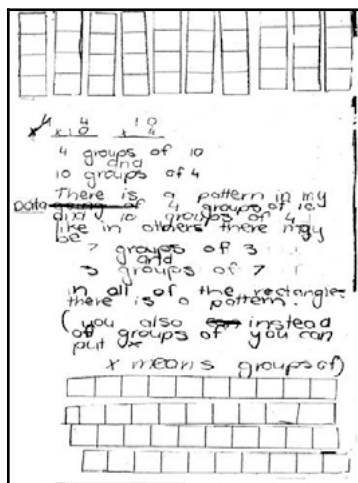 4 10
x10 x 4
4 groups of 10
and
10 groups of 4
There is a pattern in my
data of 4 groups of 10
and 10 groups of 4
like in others there may
be
7 groups of 3
and
3 groups of 7
in all of the rectangles
there is a pattern.
(you also instead
of groups of you can
put x
x means groups of)